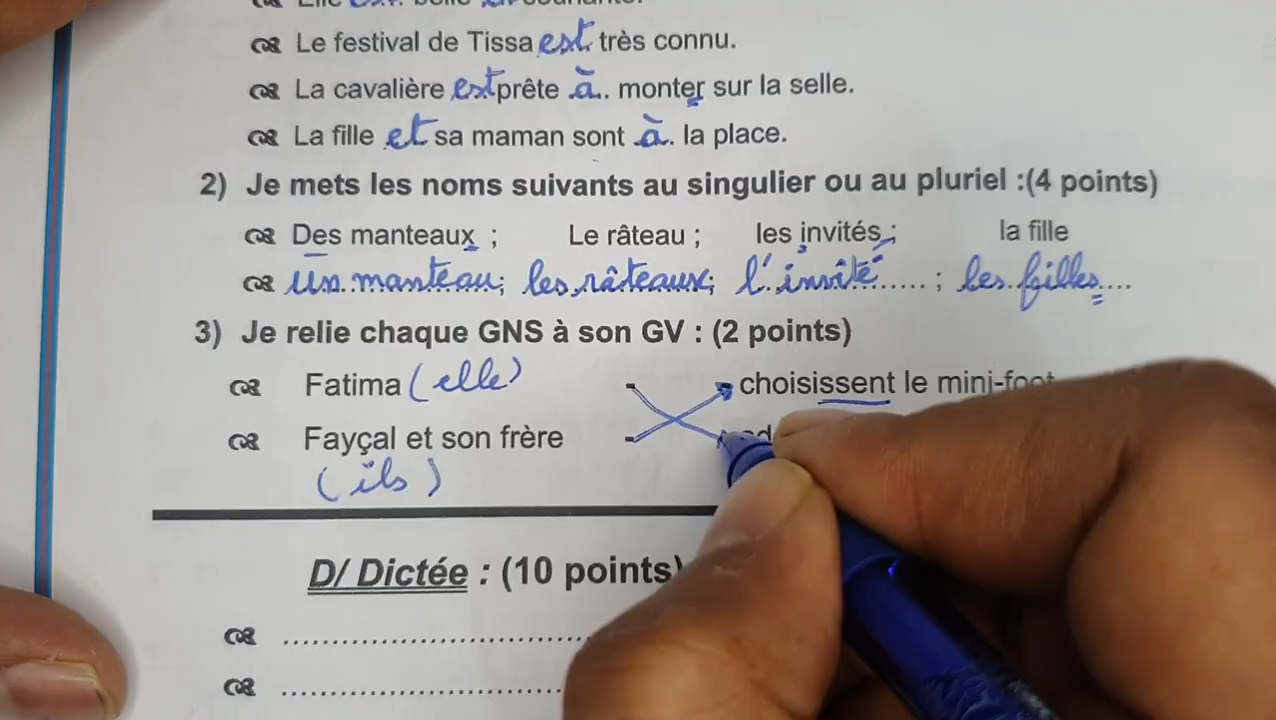 Le festival de Tissa est très connu.
La cavalière est prête à.. monter sur la selle.
La fille et sa maman sont à. la place.
2) Je mets les noms suivants au singulier ou au pluriel :(4 points)
Des manteaux ; Le râteau ; les invités ; la fille
Un manteau; les râteaux; l'invité ...... ; les filles....
3) Je relie chaque GNS à son GV : (2 points)
Fatima (elle) - - choisissent le mini-foot
Fayçal et son frère -
(ils)
D/ Dictée : (10 points)